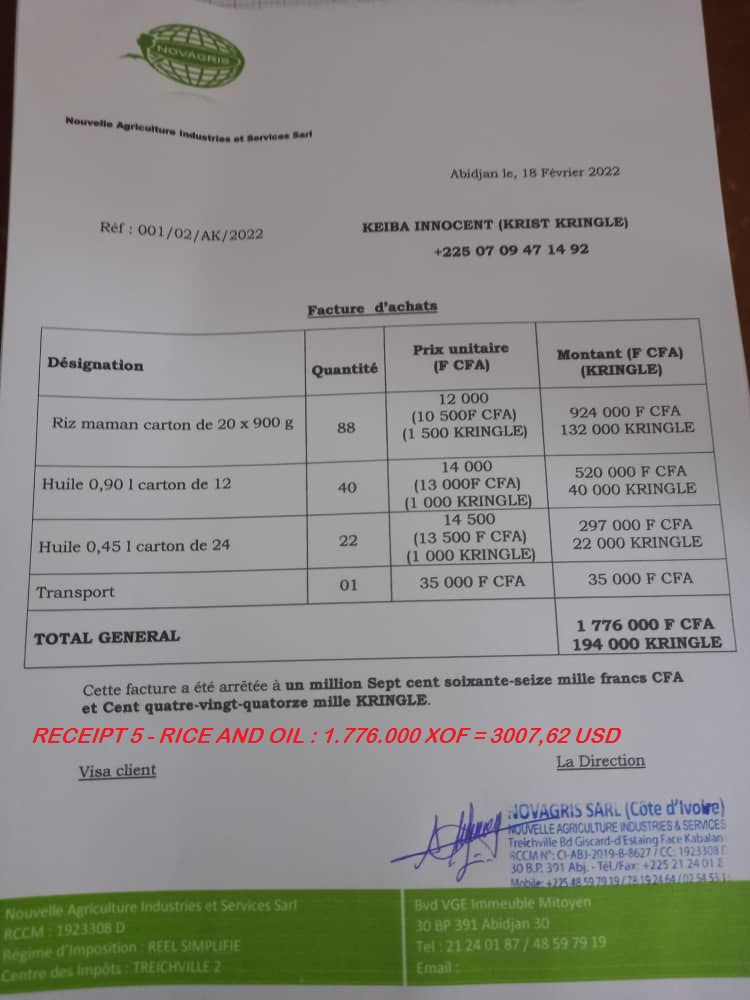 NOVAGRIS
Nouvelle Agriculture Industries et Services Sarl
Abidjan le, 18 Février 2022
Réf : 001/02/AK/2022
KEIBA INNOCENT (KRIST KRINGLE)
+225 07 09 47 14 92
Facture d'achats
Désignation Quantité Prix unitaire (F CFA) Montant (F CFA) (KRINGLE)
Riz maman carton de 20 x 900 g 88 12 000 (10 500F CFA) (1 500 KRINGLE) 924 000 F CFA 132 000 KRINGLE
Huile 0,90 l carton de 12 40 14 000 (13 000F CFA) (1 000 KRINGLE) 520 000 F CFA 40 000 KRINGLE
Huile 0,45 l carton de 24 22 14 500 (13 500 F CFA) (1 000 KRINGLE) 297 000 F CFA 22 000 KRINGLE
Transport 01 35 000 F CFA 35 000 F CFA
TOTAL GENERAL 1 776 000 F CFA 194 000 KRINGLE
Cette facture a été arrêtée à un million Sept cent soixante-seize mille francs CFA
et Cent quatre-vingt-quatorze mille KRINGLE.
RECEIPT 5 - RICE AND OIL : 1.776.000 XOF = 3007,62 USD
Visa client
La Direction
NOVAGRIS SARL (Côte d'Ivoire)
NOUVELLE AGRICULTURE INDUSTRIES & SERVICES
Treichville Bd Giscard-d'Estaing Face Kabalan
RCCM N°: CI-ABJ-2019-B-8627 / CC: 1923308
30 B.P. 391 Abj. - Tél./Fax: +225 21 24 01
Mobile: +225 48 59 79 19 / 78 19 24 64 / 02 54 53
Nouvelle Agriculture Industries et Services Sarl
RCCM : 1923308 D
Régime d'Imposition : REEL SIMPLIFIE
Centre des Impôts : TREICHVILLE 2
Bvd VGE Immeuble Mitoyen
30 BP 391 Abidjan 30
Tel : 21 24 01 87 / 48 59 79 19
Email :